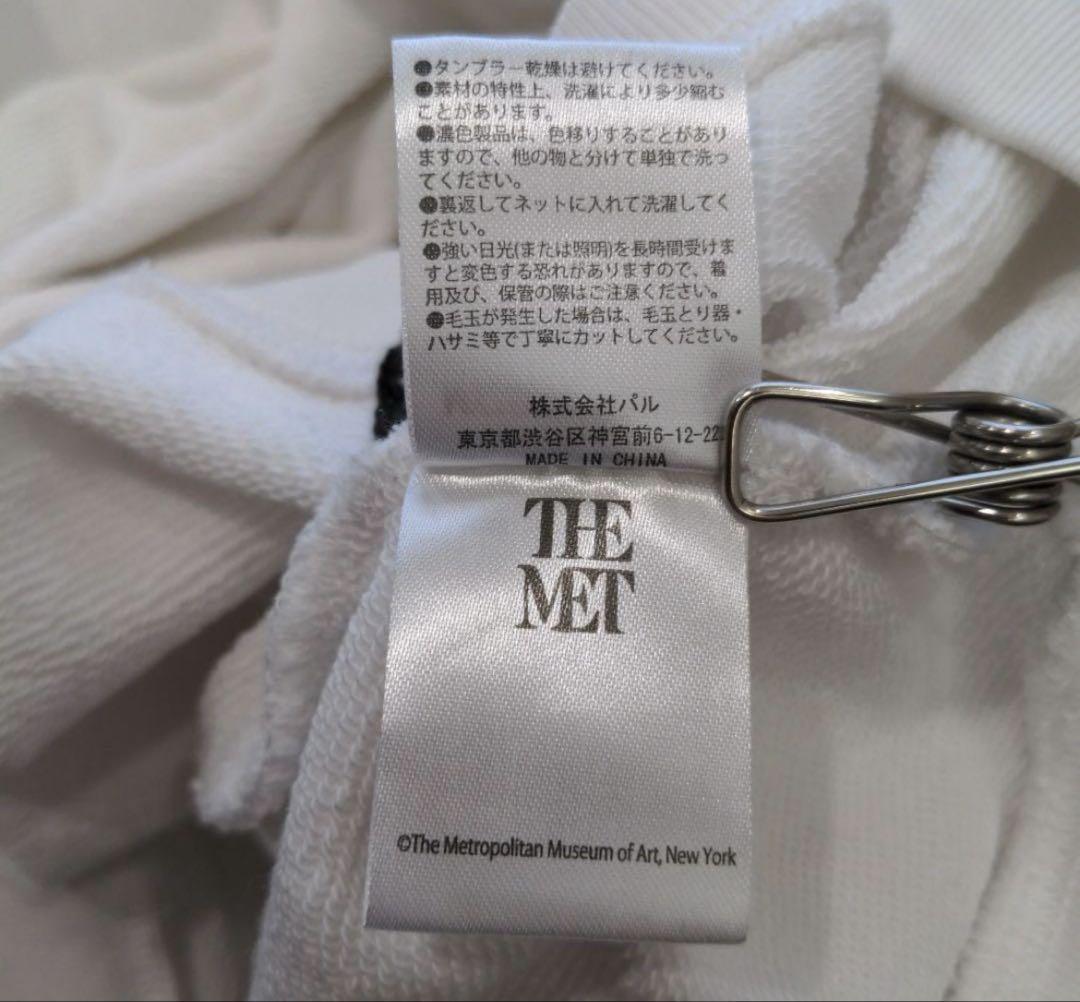 ●タンブラー乾燥は避けてください。
●素材の特性上、洗濯により多少縮む
ことがあります。
●濃色製品は、色移りすることがあり
ますので、他の物と分けて単独で洗っ
てください。
●裏返してネットに入れて洗濯してく
ださい。
●強い日光(または照明)を長時間受けま
すと変色する恐れがありますので、着
用及び、保管の際はご注意ください。
●毛玉が発生した場合は、毛玉とり器・
ハサミ等で丁寧にカットしてください。
株式会社パル
東京都渋谷区神宮前6-12-22
MADE IN CHINA
THE
MET
©The Metropolitan Museum of Art, New York